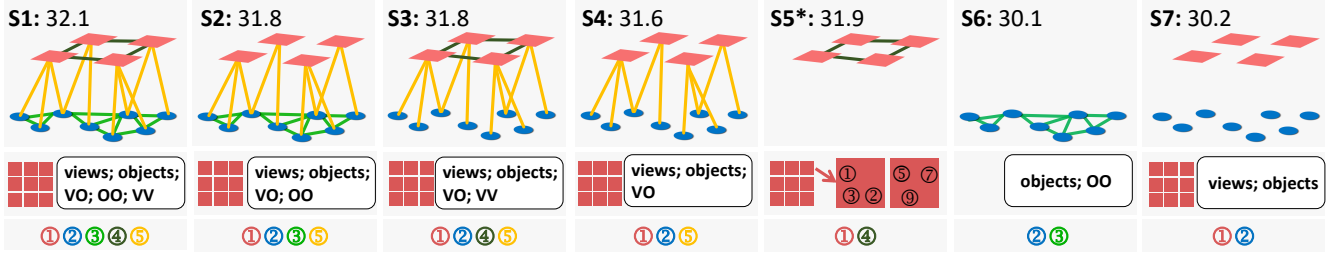 S1: 32.1
S2: 31.8
S3: 31.8
S4: 31.6
S5*: 31.9
S6: 30.1
S7: 30.2
views; objects;
VO; OO; VV
views; objects;
VO; OO
views; objects;
VO; VV
views; objects;
VO
① ③ ②
⑤ ⑦ ⑨
objects; OO
views; objects
① ② ③ ④ ⑤
① ② ③ ⑤
① ② ④ ⑤
① ② ⑤
① ④
② ③
① ②